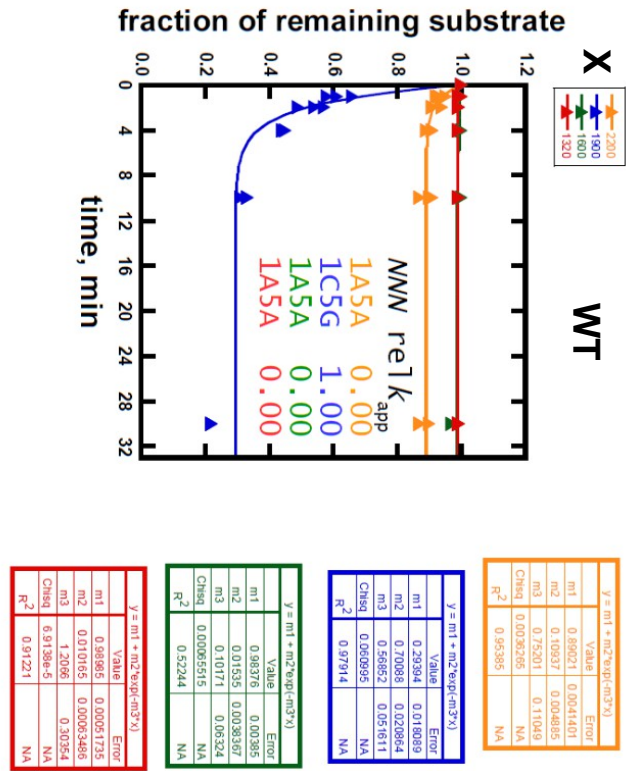 X
WT
2200
1900
1600
1320
fraction of remaining substrate
1.2
1.0
0.8
0.6
0.4
0.2
0.0
0 4 8 12 16 20 24 28 32
time, min
NNN relk app
1A5A 0.00
1C5G 1.00
1A5A 0.00
1A5A 0.00
y = m1 + m2*exp(-m3*x)
Value Error
m1 0.89021 0.0041401
m2 0.10937 0.004885
m3 0.75201 0.11049
Chisq 0.0036265 NA
R² 0.95385 NA
y = m1 + m2*exp(-m3*x)
Value Error
m1 0.29394 0.018089
m2 0.70088 0.020864
m3 0.56852 0.051611
Chisq 0.060995 NA
R² 0.97914 NA
y = m1 + m2*exp(-m3*x)
Value Error
m1 0.98376 0.00385
m2 0.01535 0.0038367
m3 0.10171 0.06324
Chisq 0.00065515 NA
R² 0.52244 NA
y = m1 + m2*exp(-m3*x)
Value Error
m1 0.98985 0.00051735
m2 0.010165 0.00063486
m3 1.2066 0.30354
Chisq 6.9138e-5 NA
R² 0.91221 NA